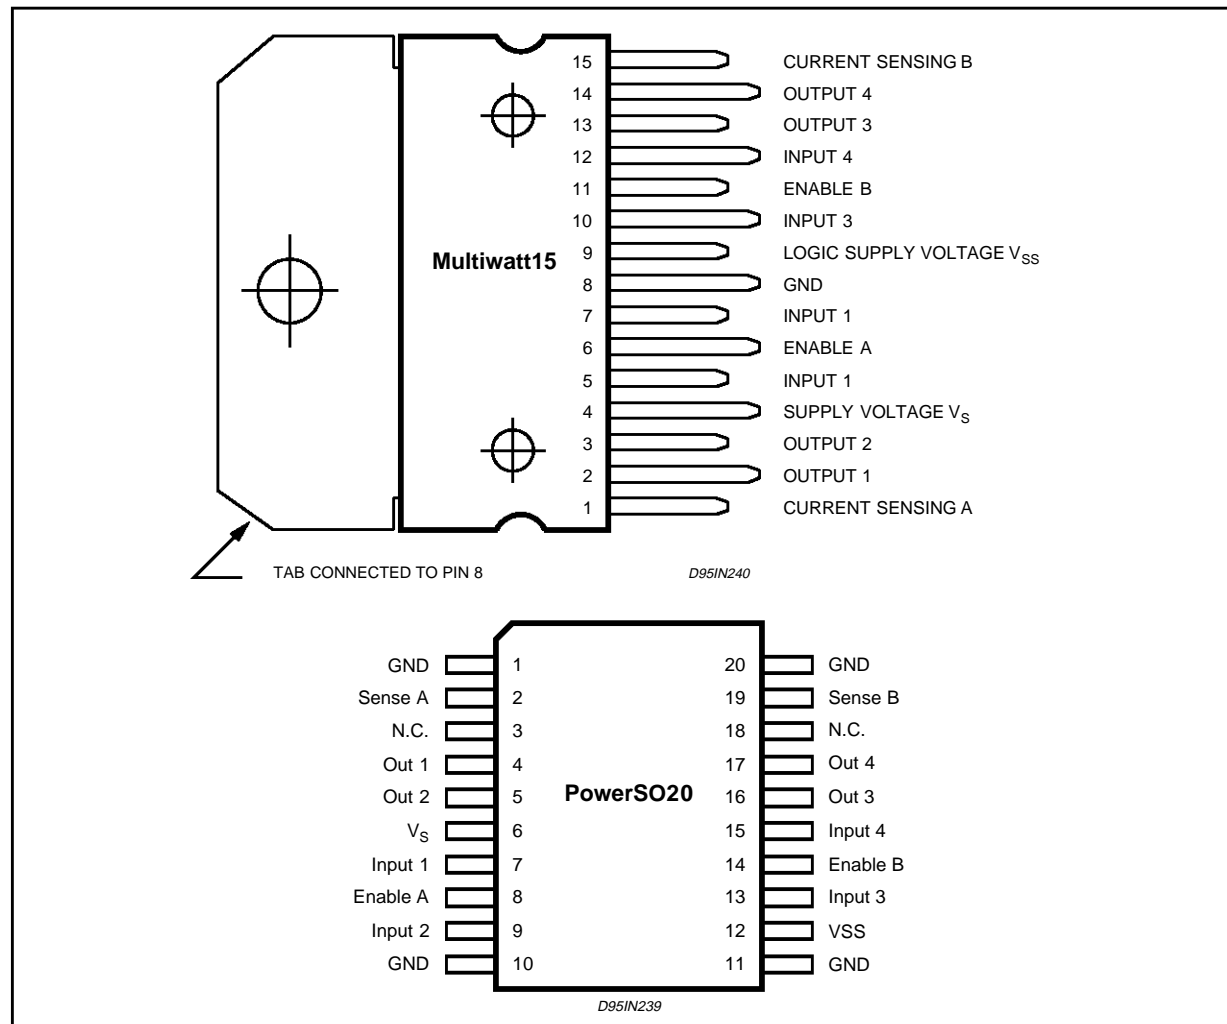 15 CURRENT SENSING B
14 OUTPUT 4
13 OUTPUT 3
12 INPUT 4
11 ENABLE B
10 INPUT 3
Multiwatt15
9 LOGIC SUPPLY VOLTAGE VSS
8 GND
7 INPUT 1
6 ENABLE A
5 INPUT 1
4 SUPPLY VOLTAGE VS
3 OUTPUT 2
2 OUTPUT 1
1 CURRENT SENSING A
TAB CONNECTED TO PIN 8
D95IN240
GND 1 20 GND
Sense A 2 19 Sense B
N.C. 3 18 N.C.
Out 1 4 17 Out 4
Out 2 5 PowerSO20 16 Out 3
VS 6 15 Input 4
Input 1 7 14 Enable B
Enable A 8 13 Input 3
Input 2 9 12 VSS
GND 10 11 GND
D95IN239